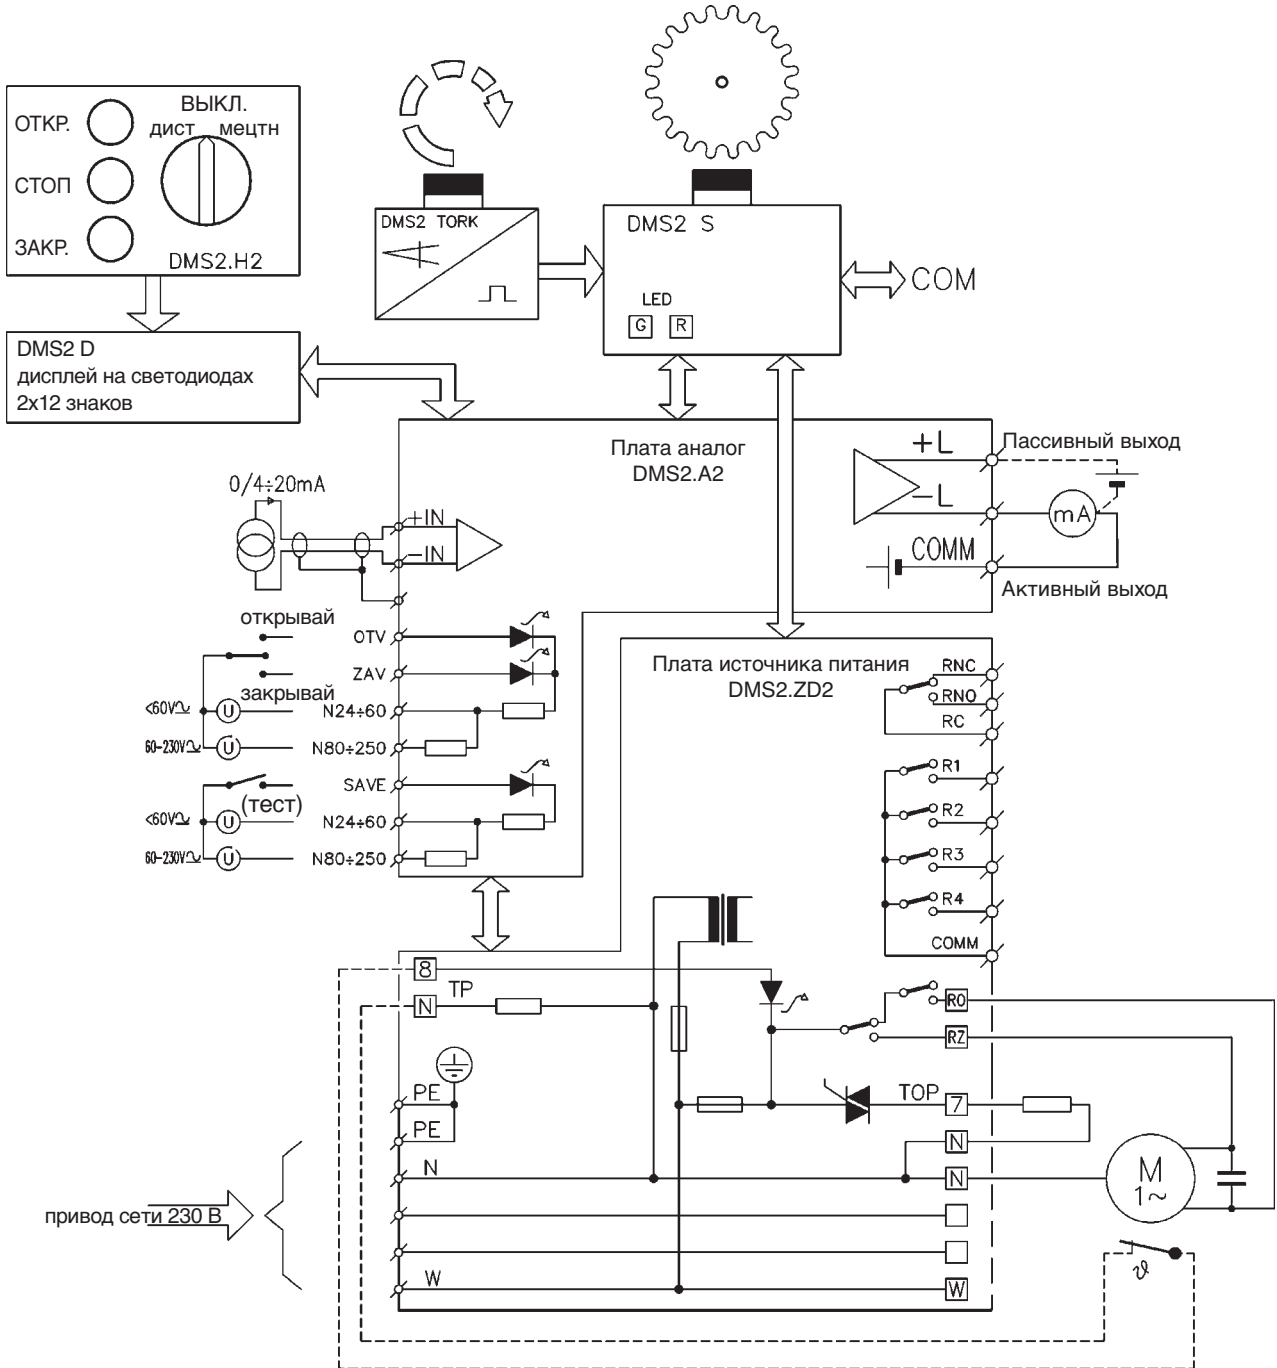 ОТКР.
СТОП
ЗАКР.
ВЫКЛ.
дист мецтн
DMS2.H2
DMS2 D
дисплей на светодиодах
2x12 знаков
DMS2 TORK
DMS2 S
LED
G R
COM
Плата аналог
DMS2.A2
+L
Пассивный выход
-L
mA
COMM
Активный выход
0/4÷20mA
+IN
-IN
открывай
OTV
закрывай
ZAV
<60V
U
N24÷60
60-230V
U
N80÷250
SAVE
(тест)
<60V
U
N24÷60
60-230V
U
N80÷250
Плата источника питания
DMS2.ZD2
RNC
RNO
RC
R1
R2
R3
R4
COMM
8
TP
N
RO
RZ
PE
PE
TOP
7
N
N
N
M
1~
привод сети 230 В
W
W
ϑ